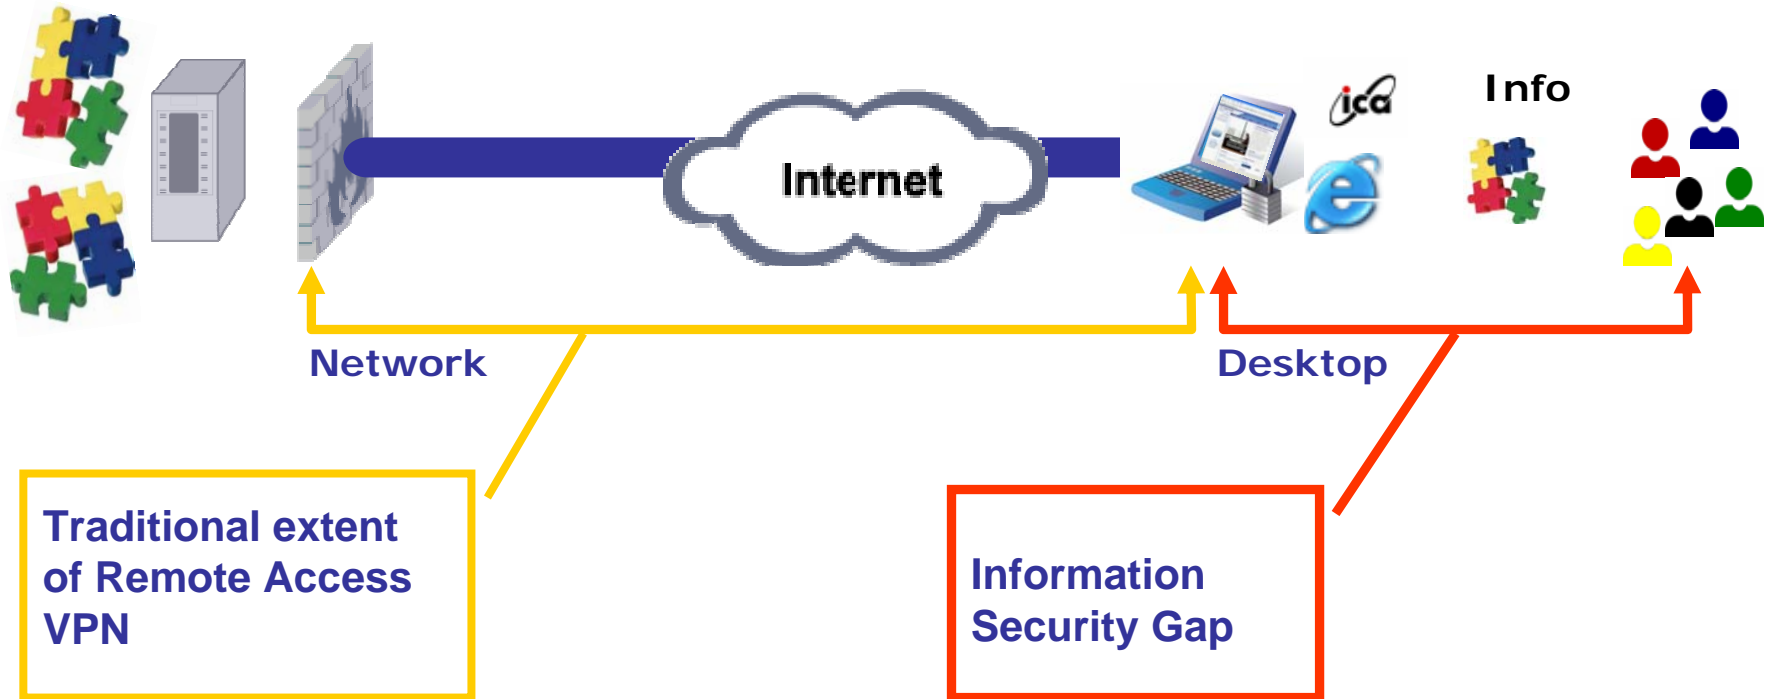 ica
Info
Internet
Network
Desktop
Traditional extent
of Remote Access
VPN
Information
Security Gap